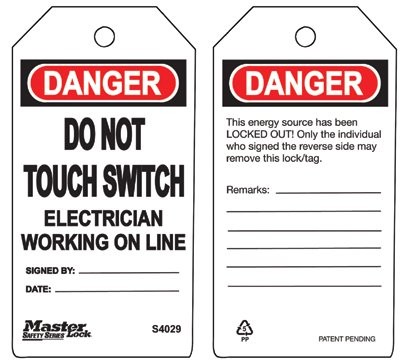 DANGER
DO NOT
TOUCH SWITCH
ELECTRICIAN
WORKING ON LINE
SIGNED BY:
DATE:
Master Lock
SAFETY SERIES
S4029
DANGER
This energy source has been
LOCKED OUT! Only the individual
who signed the reverse side may
remove this lock/tag.
Remarks:
5
PP
PATENT PENDING